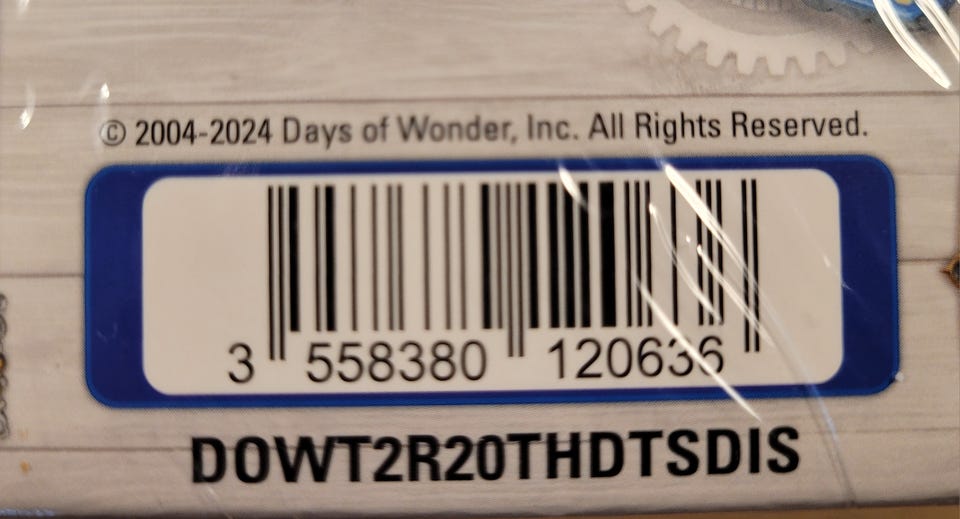 © 2004-2024 Days of Wonder, Inc. All Rights Reserved.
3 558380 120636
DOWT2R20THDTSDIS